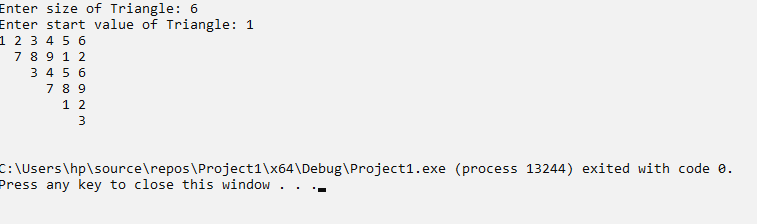 Enter size of Triangle: 6
Enter start value of Triangle: 1
1 2 3 4 5 6
  7 8 9 1 2
    3 4 5 6
      7 8 9
        1 2
          3
C:\Users\hp\source\repos\Project1\x64\Debug\Project1.exe (process 13244) exited with code 0.
Press any key to close this window . . .